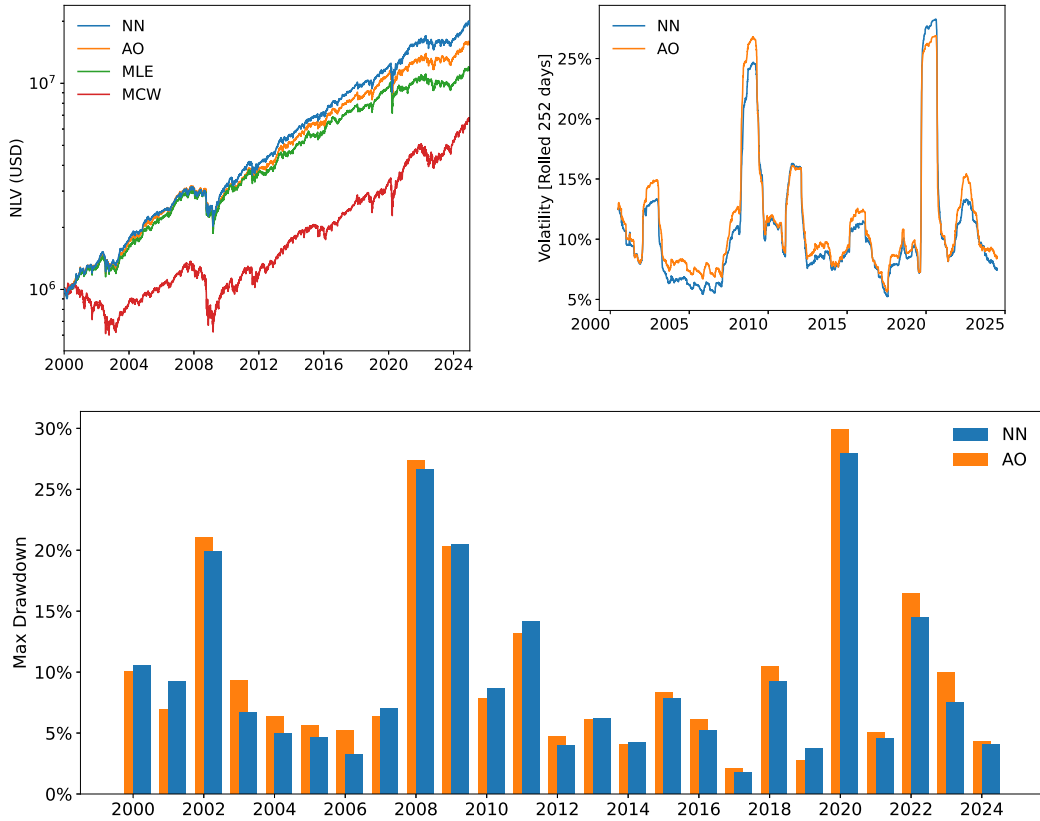 NN
AO
MLE
MCW
NLV (USD)
10^7
10^6
2000 2004 2008 2012 2016 2020 2024
NN
AO
Volatility [Rolled 252 days]
25%
20%
15%
10%
5%
2000 2005 2010 2015 2020 2025
NN
AO
Max Drawdown
30%
25%
20%
15%
10%
5%
0%
2000 2002 2004 2006 2008 2010 2012 2014 2016 2018 2020 2022 2024